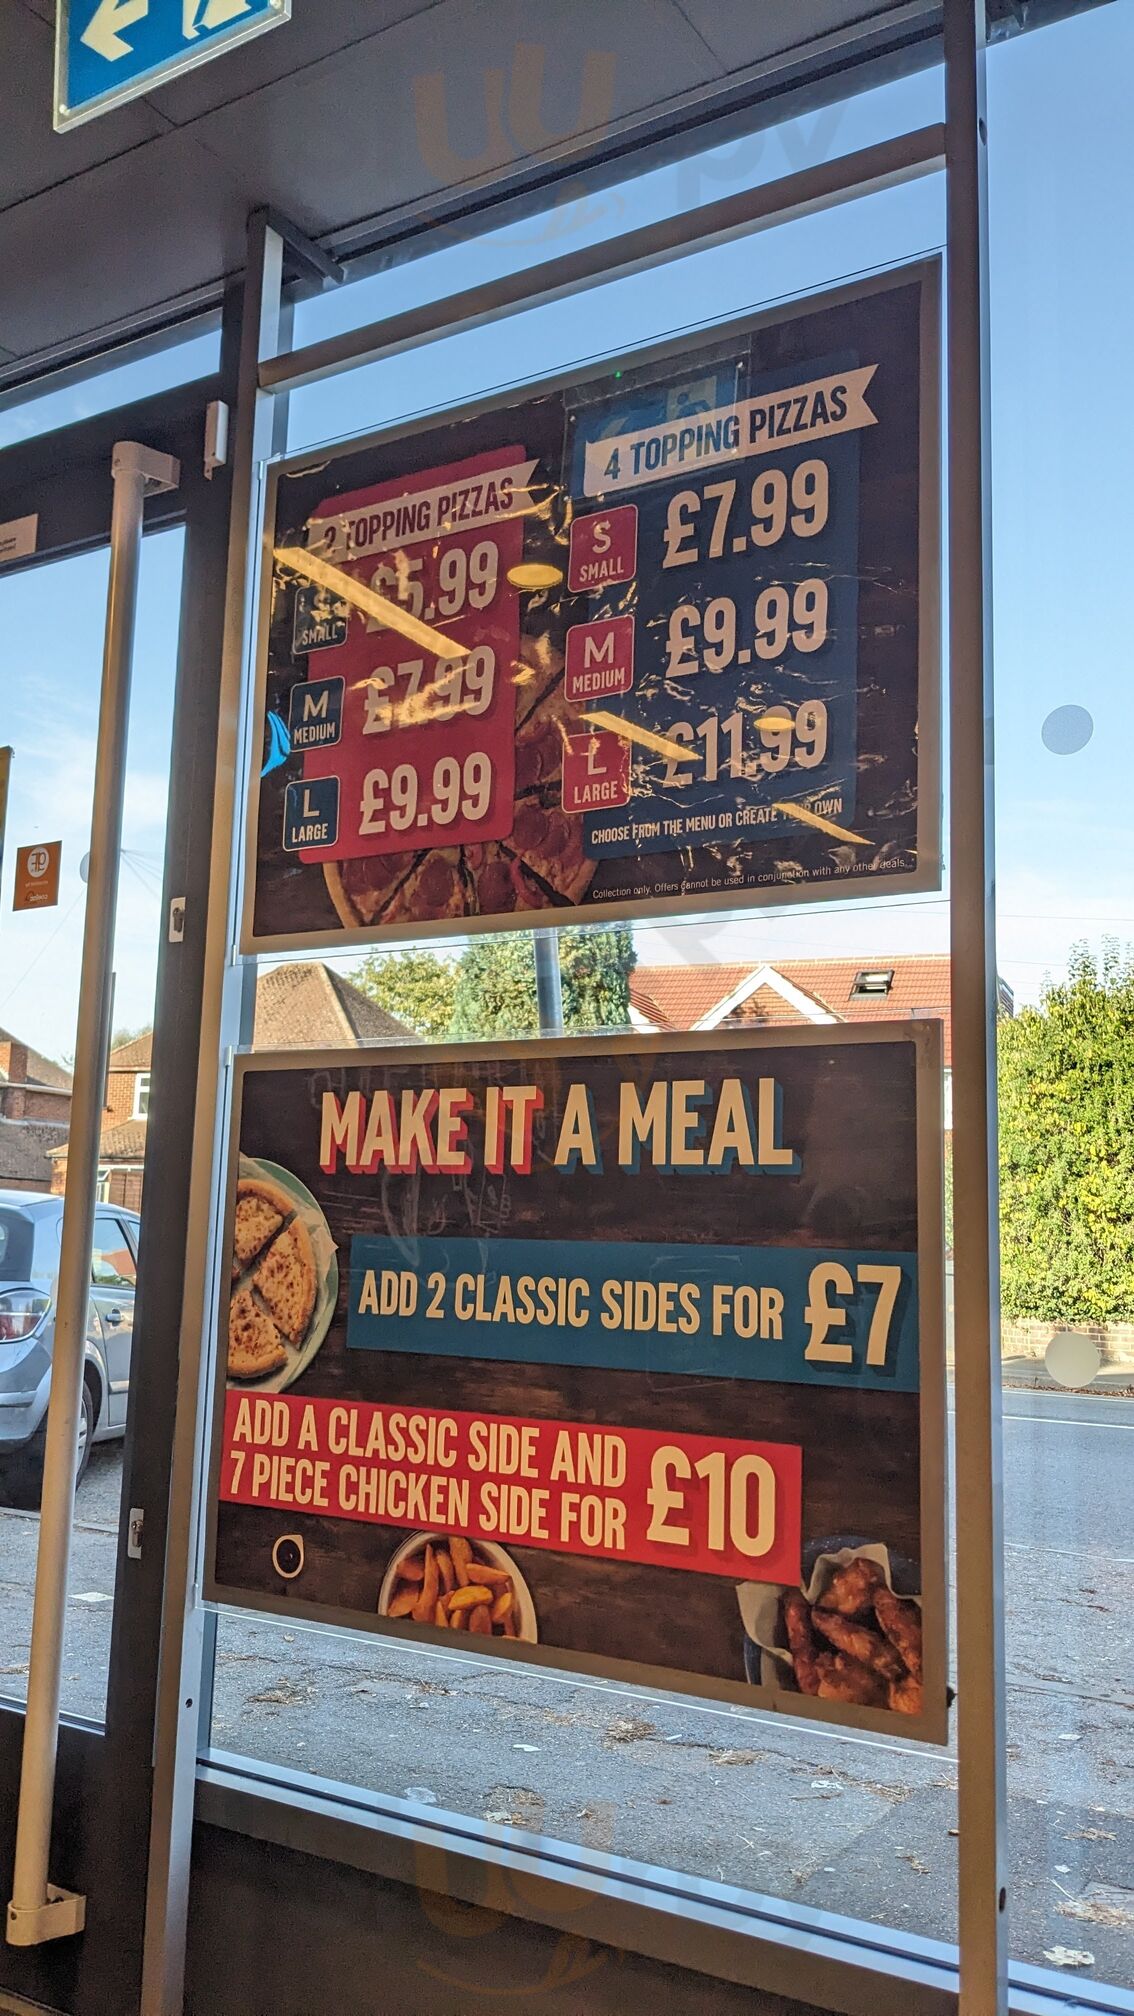 2 TOPPING PIZZAS
SMALL
£5.99
M
MEDIUM
£7.99
L
LARGE
£9.99
4 TOPPING PIZZAS
S
SMALL
£7.99
M
MEDIUM
£9.99
L
LARGE
£11.99
CHOOSE FROM THE MENU OR CREATE YOUR OWN
Collection only. Offers cannot be used in conjunction with any other deals.
MAKE IT A MEAL
ADD 2 CLASSIC SIDES FOR £7
ADD A CLASSIC SIDE AND
7 PIECE CHICKEN SIDE FOR
£10